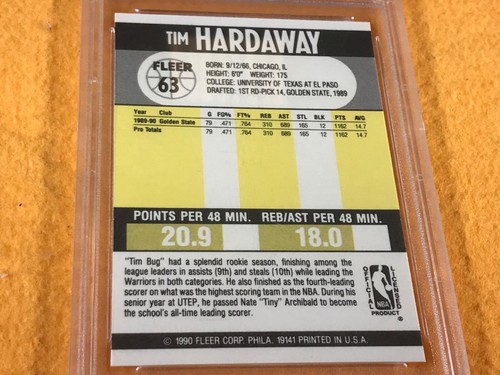 TIM HARDAWAY
FLEER
63
BORN: 9/12/66, CHICAGO, IL
HEIGHT: 6'0" WEIGHT: 175
COLLEGE: UNIVERSITY OF TEXAS AT EL PASO
DRAFTED: 1ST RD-PICK 14, GOLDEN STATE, 1989
Year Club G FG% FT% REB AST STL BLK PTS AVG
1989-90 Golden State 79 .471 .764 310 689 165 12 1162 14.7
Pro Totals 79 .471 .764 310 689 165 12 1162 14.7
POINTS PER 48 MIN. REB/AST PER 48 MIN.
20.9 18.0
"Tim Bug" had a splendid rookie season, finishing among the
league leaders in assists (9th) and steals (10th) while leading the
Warriors in both categories. He also finished as the fourth-leading
scorer on what was the highest scoring team in the NBA. During his
senior year at UTEP, he passed Nate "Tiny" Archibald to become
the school's all-time leading scorer.
OFFICIAL
LICENSED
NBA
PRODUCT
®
© 1990 FLEER CORP. PHILA. 19141 PRINTED IN U.S.A.